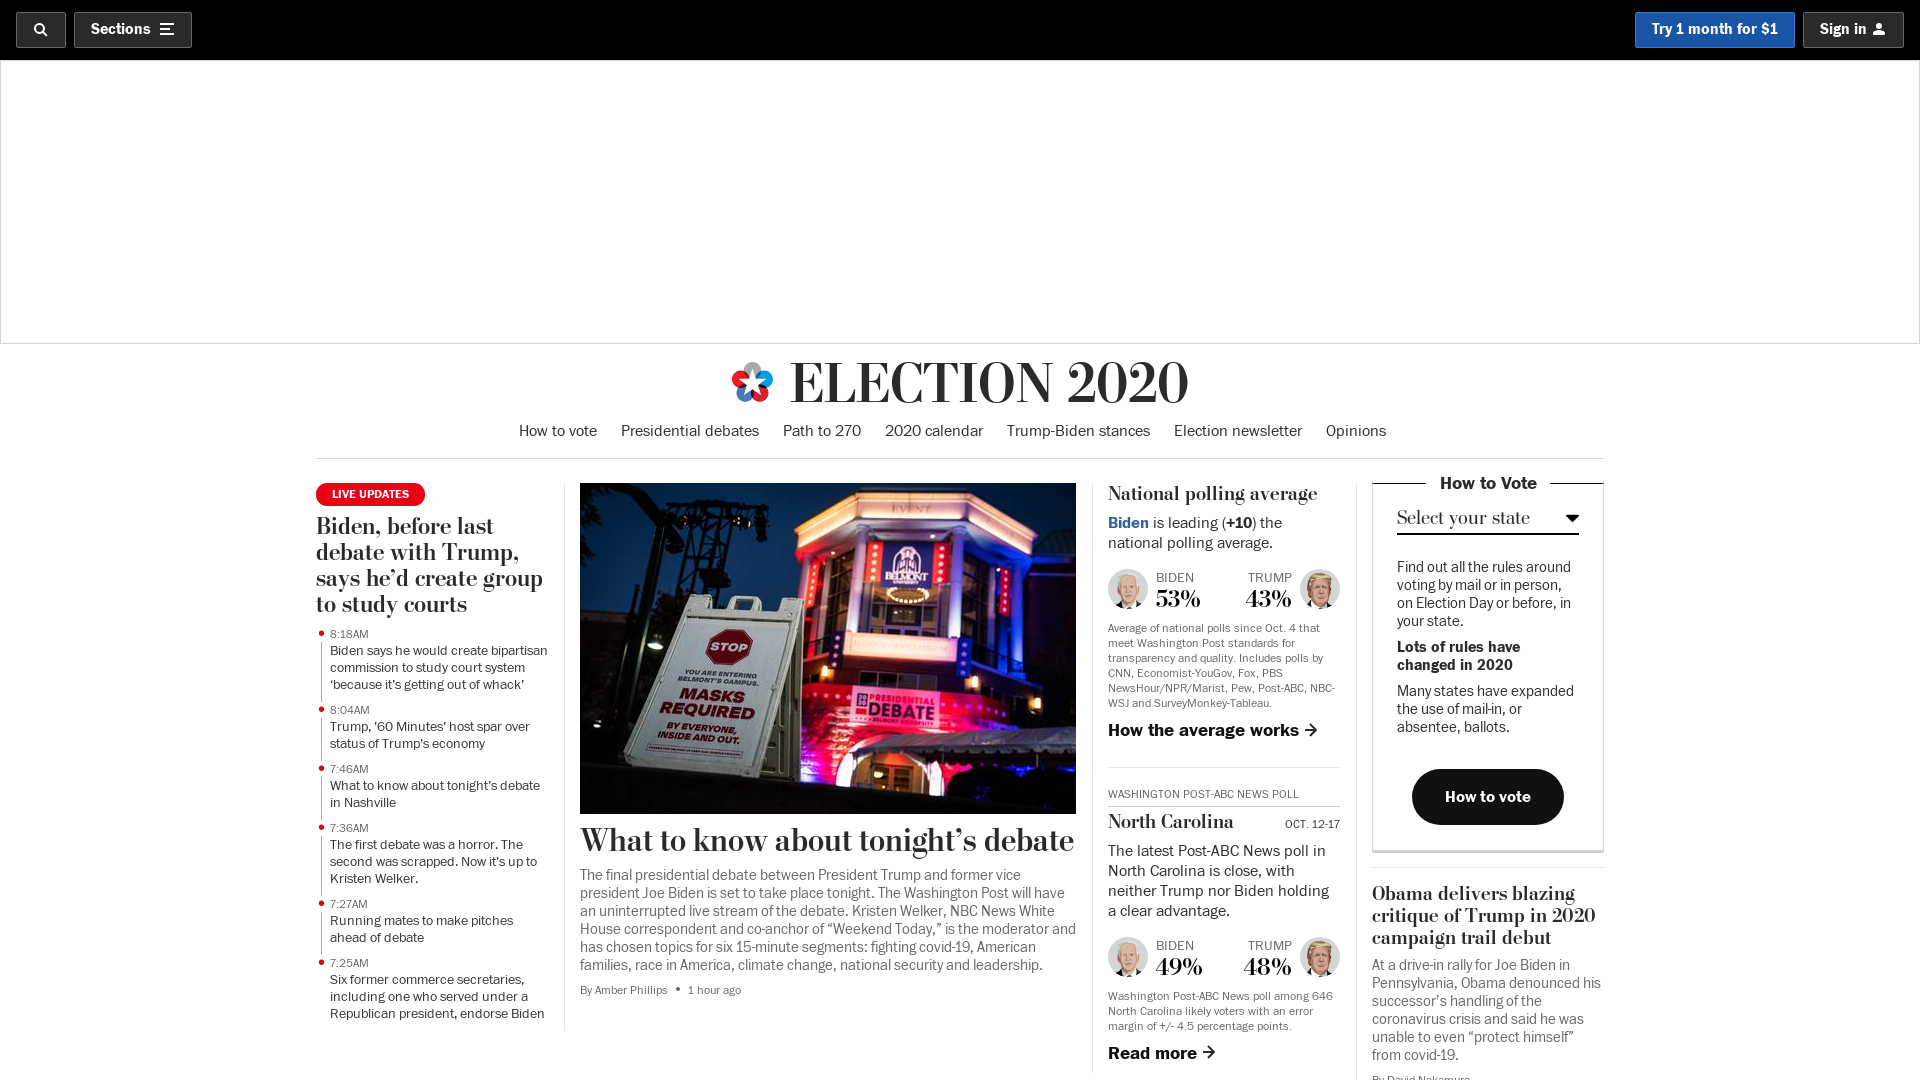 Sections
Try 1 month for $1
Sign in
ELECTION 2020
How to vote
Presidential debates
Path to 270
2020 calendar
Trump-Biden stances
Election newsletter
Opinions
LIVE UPDATES
Biden, before last
debate with Trump,
says he’d create group
to study courts
8:18AM
Biden says he would create bipartisan
commission to study court system
‘because it’s getting out of whack’
8:04AM
Trump, ’60 Minutes’ host spar over
status of Trump’s economy
7:46AM
What to know about tonight’s debate
in Nashville
7:36AM
The first debate was a horror. The
second was scrapped. Now it’s up to
Kristen Welker.
7:27AM
Running mates to make pitches
ahead of debate
7:25AM
Six former commerce secretaries,
including one who served under a
Republican president, endorse Biden
EVENT
BELMONT
UNIVERSITY
STOP
YOU ARE ENTERING
BELMONT'S CAMPUS.
MASKS
REQUIRED
BY EVERYONE,
INSIDE AND OUT.
2020
PRESIDENTIAL
DEBATE
BELMONT UNIVERSITY
What to know about tonight’s debate
The final presidential debate between President Trump and former vice
president Joe Biden is set to take place tonight. The Washington Post will have
an uninterrupted live stream of the debate. Kristen Welker, NBC News White
House correspondent and co-anchor of “Weekend Today,” is the moderator and
has chosen topics for six 15-minute segments: fighting covid-19, American
families, race in America, climate change, national security and leadership.
By Amber Phillips • 1 hour ago
National polling average
Biden is leading (+10) the
national polling average.
BIDEN
53%
TRUMP
43%
Average of national polls since Oct. 4 that
meet Washington Post standards for
transparency and quality. Includes polls by
CNN, Economist-YouGov, Fox, PBS
NewsHour/NPR/Marist, Pew, Post-ABC, NBC-
WSJ and SurveyMonkey-Tableau.
How the average works →
WASHINGTON POST-ABC NEWS POLL
North Carolina
OCT. 12-17
The latest Post-ABC News poll in
North Carolina is close, with
neither Trump nor Biden holding
a clear advantage.
BIDEN
49%
TRUMP
48%
Washington Post-ABC News poll among 646
North Carolina likely voters with an error
margin of +/- 4.5 percentage points.
Read more →
How to Vote
Select your state
Find out all the rules around
voting by mail or in person,
on Election Day or before, in
your state.
Lots of rules have
changed in 2020
Many states have expanded
the use of mail-in, or
absentee, ballots.
How to vote
Obama delivers blazing
critique of Trump in 2020
campaign trail debut
At a drive-in rally for Joe Biden in
Pennsylvania, Obama denounced his
successor’s handling of the
coronavirus crisis and said he was
unable to even “protect himself”
from covid-19.
By David Nakamura